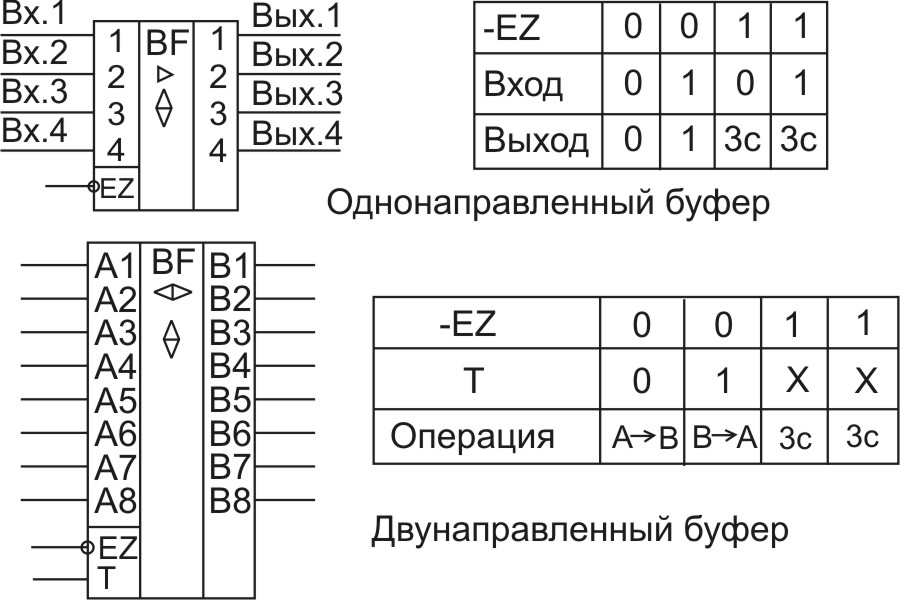 Вх.1
Вх.2
Вх.3
Вх.4
1
2
3
4
EZ
BF
1
2
3
4
Вых.1
Вых.2
Вых.3
Вых.4
-EZ 0 0 1 1
Вход 0 1 0 1
Выход 0 1 3с 3с
Однонаправленный буфер
A1
A2
A3
A4
A5
A6
A7
A8
EZ
T
BF
B1
B2
B3
B4
B5
B6
B7
B8
-EZ 0 0 1 1
T 0 1 X X
Операция A→B B→A 3с 3с
Двунаправленный буфер